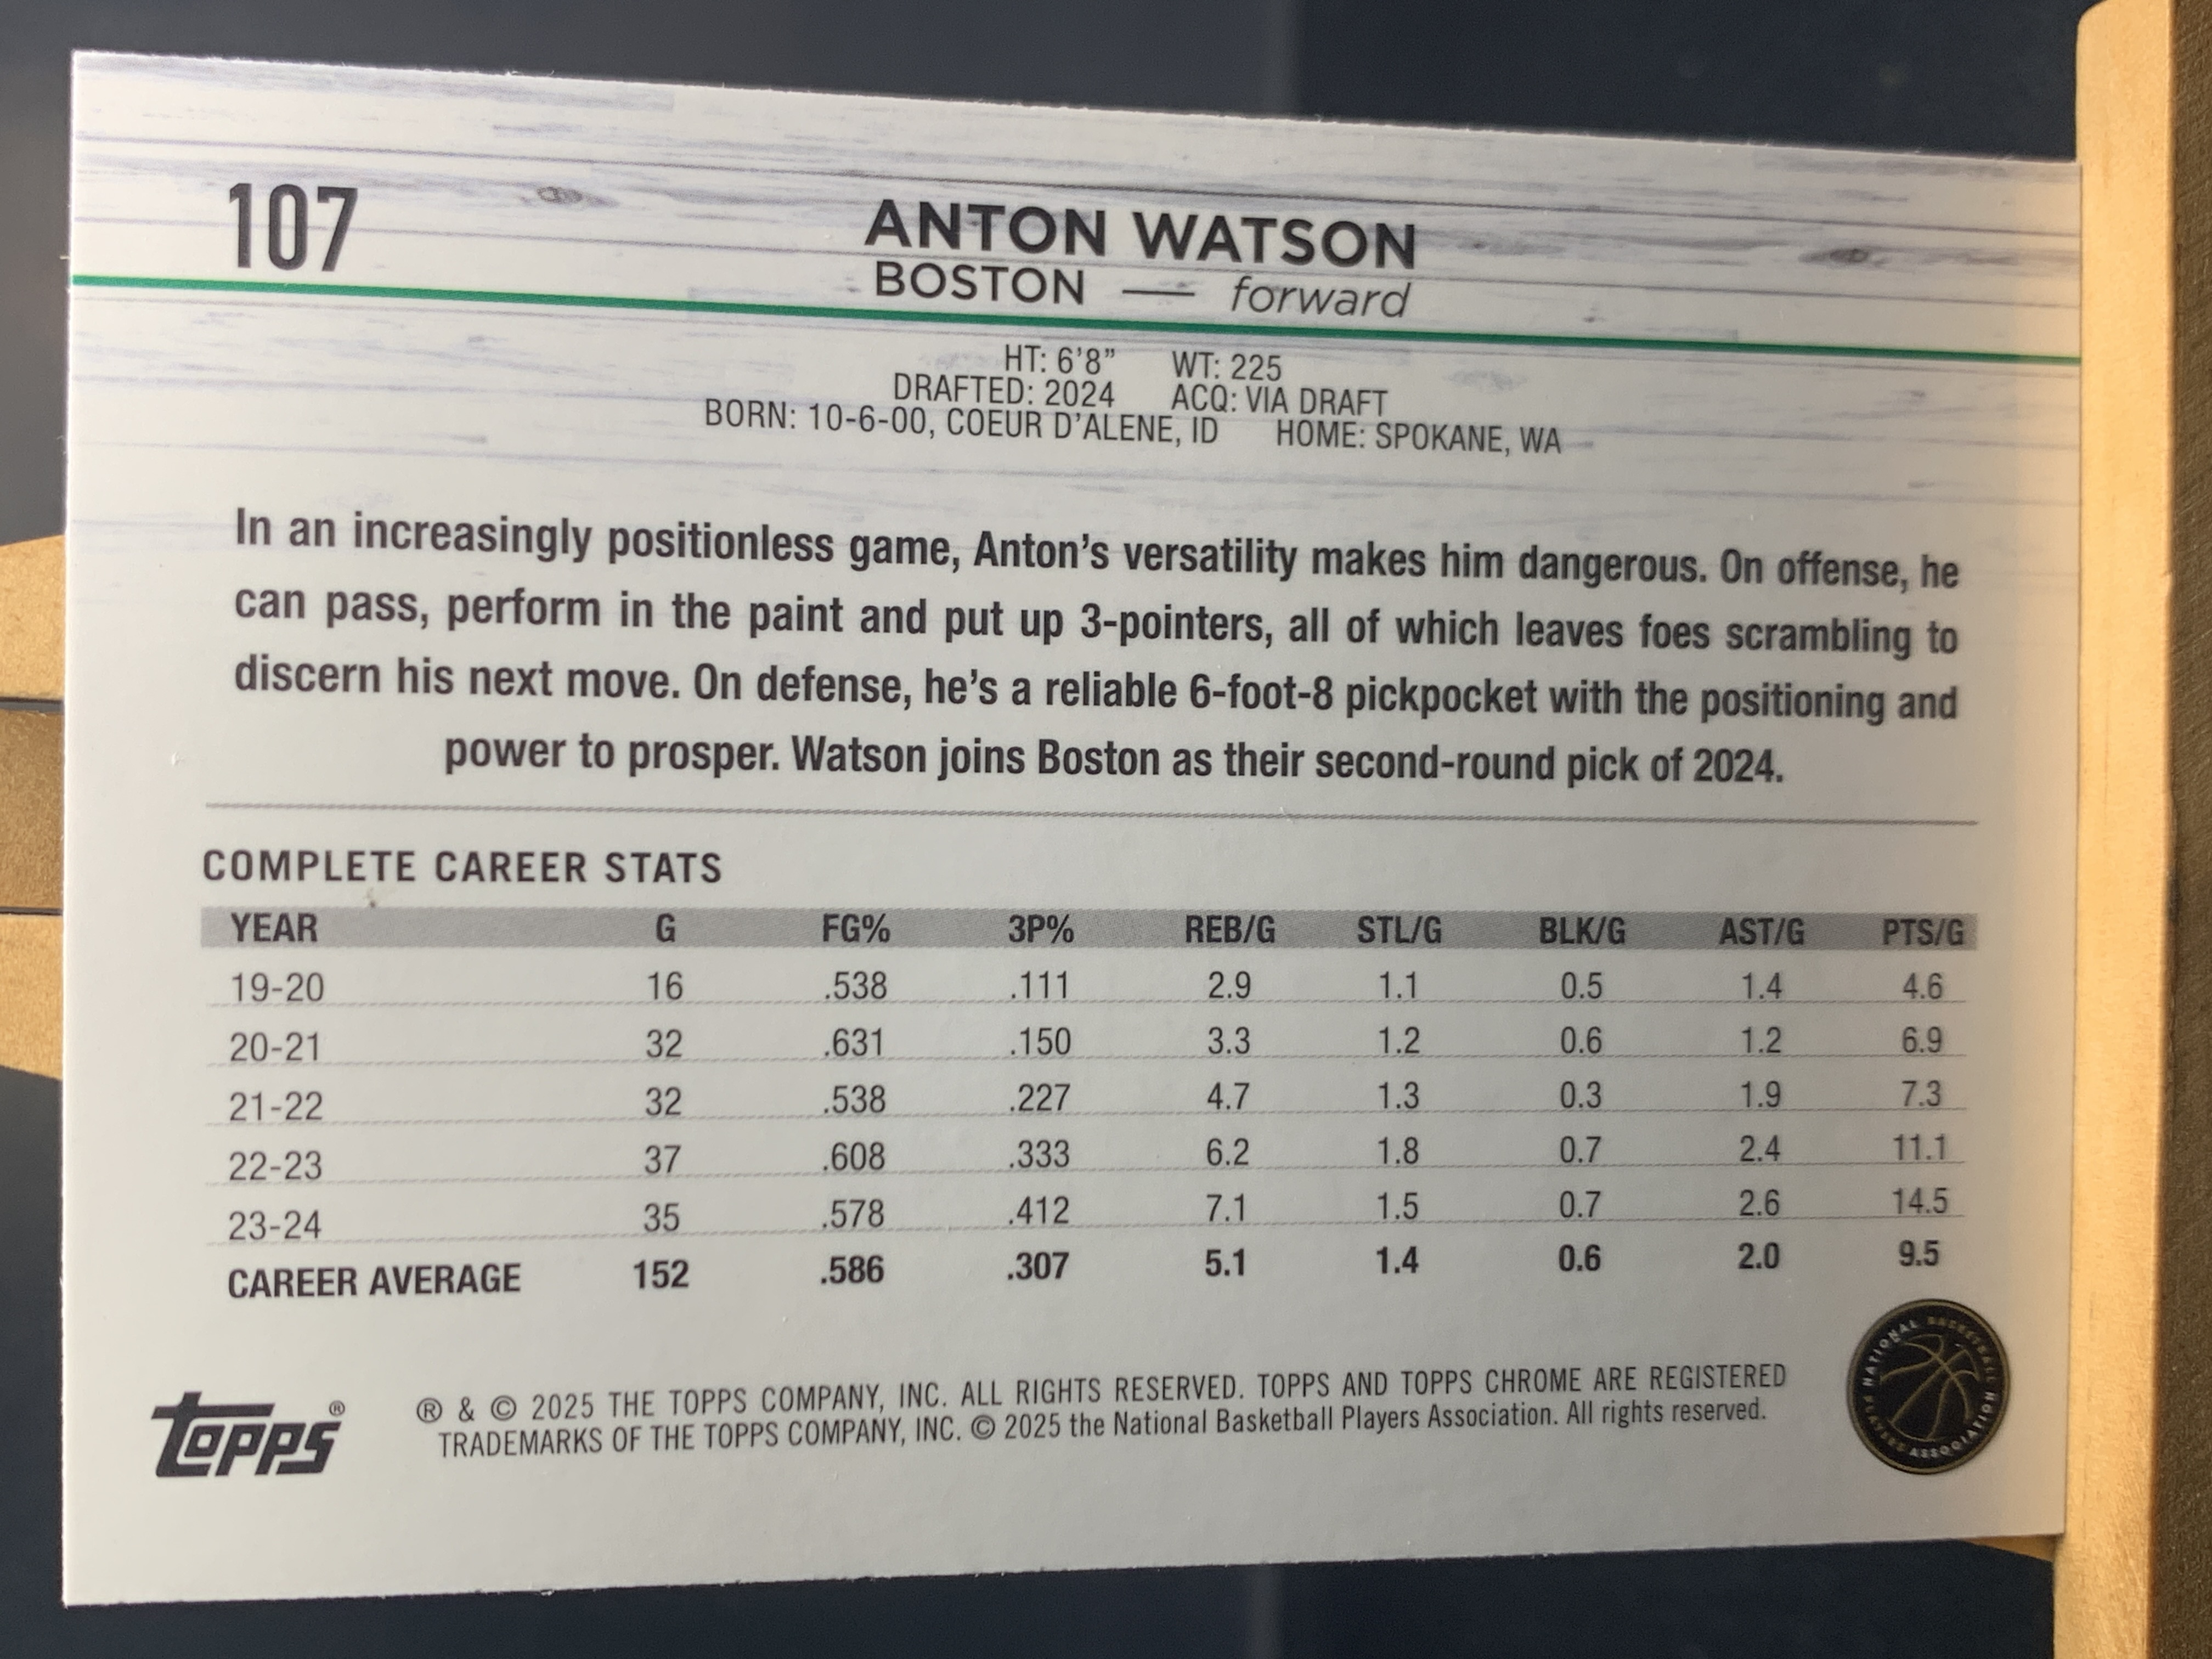 107
ANTON WATSON
BOSTON — forward
HT: 6'8" WT: 225
DRAFTED: 2024 ACQ: VIA DRAFT
BORN: 10-6-00, COEUR D'ALENE, ID HOME: SPOKANE, WA
In an increasingly positionless game, Anton's versatility makes him dangerous. On offense, he
can pass, perform in the paint and put up 3-pointers, all of which leaves foes scrambling to
discern his next move. On defense, he's a reliable 6-foot-8 pickpocket with the positioning and
power to prosper. Watson joins Boston as their second-round pick of 2024.
COMPLETE CAREER STATS
YEAR G FG% 3P% REB/G STL/G BLK/G AST/G PTS/G
19-20 16 .538 .111 2.9 1.1 0.5 1.4 4.6
20-21 32 .631 .150 3.3 1.2 0.6 1.2 6.9
21-22 32 .538 .227 4.7 1.3 0.3 1.9 7.3
22-23 37 .608 .333 6.2 1.8 0.7 2.4 11.1
23-24 35 .578 .412 7.1 1.5 0.7 2.6 14.5
CAREER AVERAGE 152 .586 .307 5.1 1.4 0.6 2.0 9.5
topps®
® & © 2025 THE TOPPS COMPANY, INC. ALL RIGHTS RESERVED. TOPPS AND TOPPS CHROME ARE REGISTERED
TRADEMARKS OF THE TOPPS COMPANY, INC. © 2025 the National Basketball Players Association. All rights reserved.
NATIONAL BASKETBALL PLAYERS ASSOCIATION